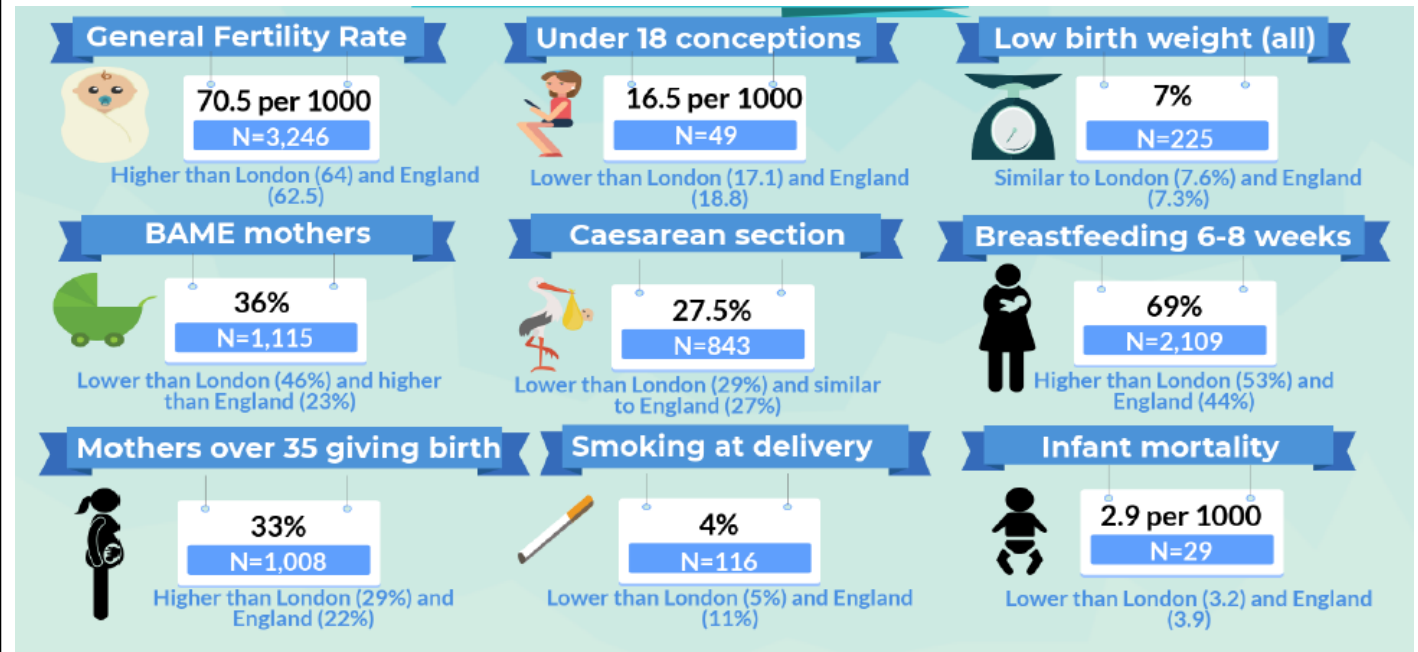 General Fertility Rate
70.5 per 1000
N=3,246
Higher than London (64) and England
(62.5)
Under 18 conceptions
16.5 per 1000
N=49
Lower than London (17.1) and England
(18.8)
Low birth weight (all)
7%
N=225
Similar to London (7.6%) and England
(7.3%)
BAME mothers
36%
N=1,115
Lower than London (46%) and higher
than England (23%)
Caesarean section
27.5%
N=843
Lower than London (29%) and similar
to England (27%)
Breastfeeding 6-8 weeks
69%
N=2,109
Higher than London (53%) and
England (44%)
Mothers over 35 giving birth
33%
N=1,008
Higher than London (29%) and
England (22%)
Smoking at delivery
4%
N=116
Lower than London (5%) and England
(11%)
Infant mortality
2.9 per 1000
N=29
Lower than London (3.2) and England
(3.9)